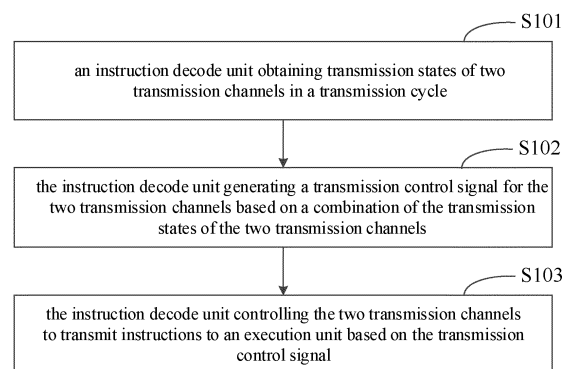 S101
an instruction decode unit obtaining transmission states of two
transmission channels in a transmission cycle
S102
the instruction decode unit generating a transmission control signal for the
two transmission channels based on a combination of the transmission
states of the two transmission channels
S103
the instruction decode unit controlling the two transmission channels
to transmit instructions to an execution unit based on the transmission
control signal